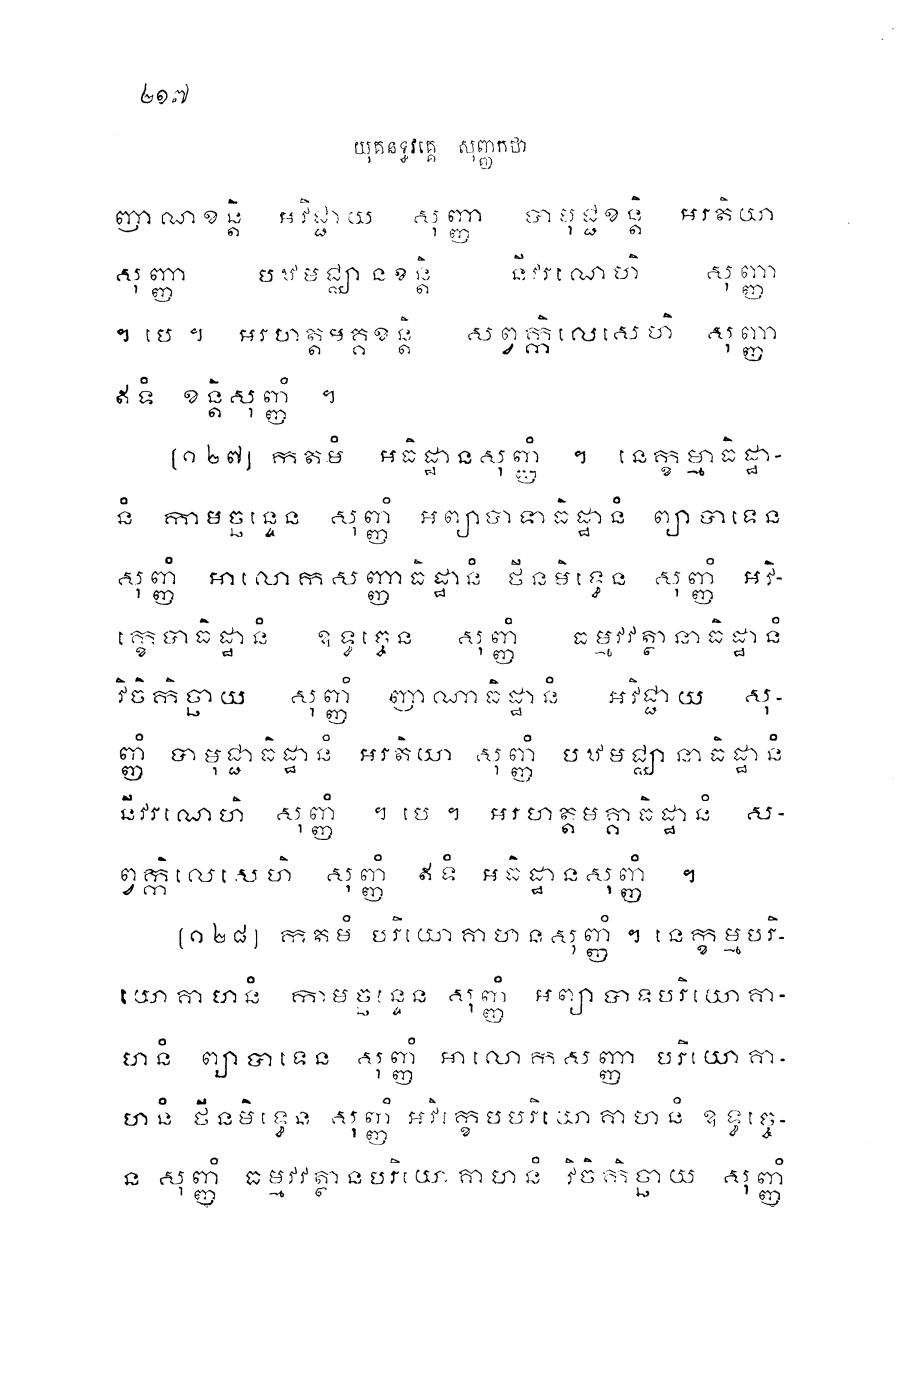 ២១៧
យុគនទ្ធវគ្គេ សុញ្ញកថា
ញាណខន្តិ អវិជ្ជាយ សុញ្ញា បាមុជ្ជខន្តិ អរតិយា
សុញ្ញា បឋមជ្ឈានខន្តិ នីវរណេហិ សុញ្ញា
។ បេ ។ អរហត្តមគ្គខន្តិ សព្វក្កិលេសេហិ សុញ្ញា
ឥទំ ខន្តិសុញ្ញំ ។
[១២៧] កតមំ អធិដ្ឋានសុញ្ញំ ។ នេក្ខម្មាធិដ្ឋា-
នំ កាមច្ឆន្ទេន សុញ្ញំ អព្យាបាទាធិដ្ឋានំ ព្យាបាទេន
សុញ្ញំ អាលោកសញ្ញាធិដ្ឋានំ ថីនមិទ្ធេន សុញ្ញំ អវិ-
ក្ខេបាធិដ្ឋានំ ឧទ្ធច្ចេន សុញ្ញំ ធម្មវវត្ថានាធិដ្ឋានំ
វិចិកិច្ឆាយ សុញ្ញំ ញាណាធិដ្ឋានំ អវិជ្ជាយ សុ-
ញ្ញំ បាមុជ្ជាធិដ្ឋានំ អរតិយា សុញ្ញំ បឋមជ្ឈានាធិដ្ឋានំ
នីវរណេហិ សុញ្ញំ ។ បេ ។ អរហត្តមគ្គាធិដ្ឋានំ ស-
ព្វក្កិលេសេហិ សុញ្ញំ ឥទំ អធិដ្ឋានសុញ្ញំ ។
[១២៨] កតមំ បរិយោគាហនសុញ្ញំ ។ នេក្ខម្មបរិ-
យោគាហនំ កាមច្ឆន្ទេន សុញ្ញំ អព្យាបាទបរិយោគា-
ហនំ ព្យាបាទេន សុញ្ញំ អាលោកសញ្ញា បរិយោគា-
ហនំ ថីនមិទ្ធេន សុញ្ញំ អវិក្ខេបបរិយោគាហនំ ឧទ្ធច្ចេ-
ន សុញ្ញំ ធម្មវវត្ថានបរិយោគាហនំ វិចិកិច្ឆាយ សុញ្ញំ